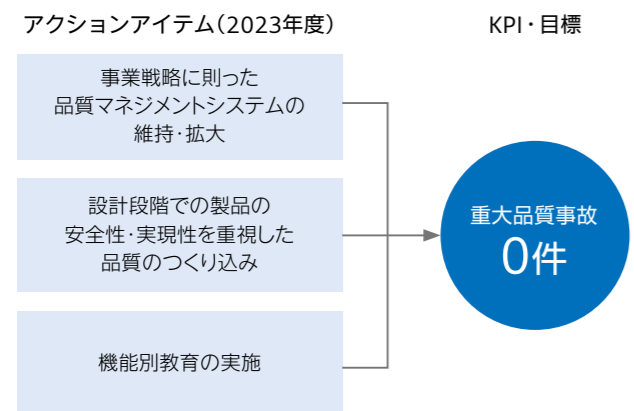 アクションアイテム（2023年度）
KPI・目標
事業戦略に則った
品質マネジメントシステムの
維持・拡大
設計段階での製品の
安全性・実現性を重視した
品質のつくり込み
機能別教育の実施
重大品質事故
0件